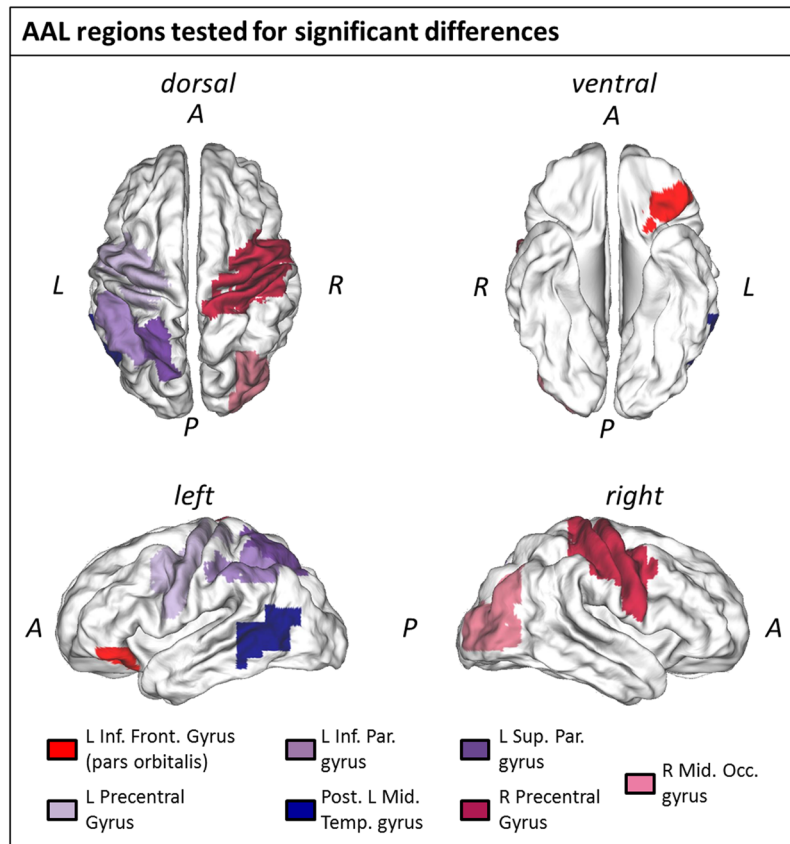 AAL regions tested for significant differences
dorsal
ventral
A
A
L
R
R
L
P
P
left
right
A
P
A
L Inf. Front. Gyrus
(pars orbitalis)
L Inf. Par.
gyrus
L Sup. Par.
gyrus
R Mid. Occ.
gyrus
L Precentral
Gyrus
Post. L Mid.
Temp. gyrus
R Precentral
Gyrus